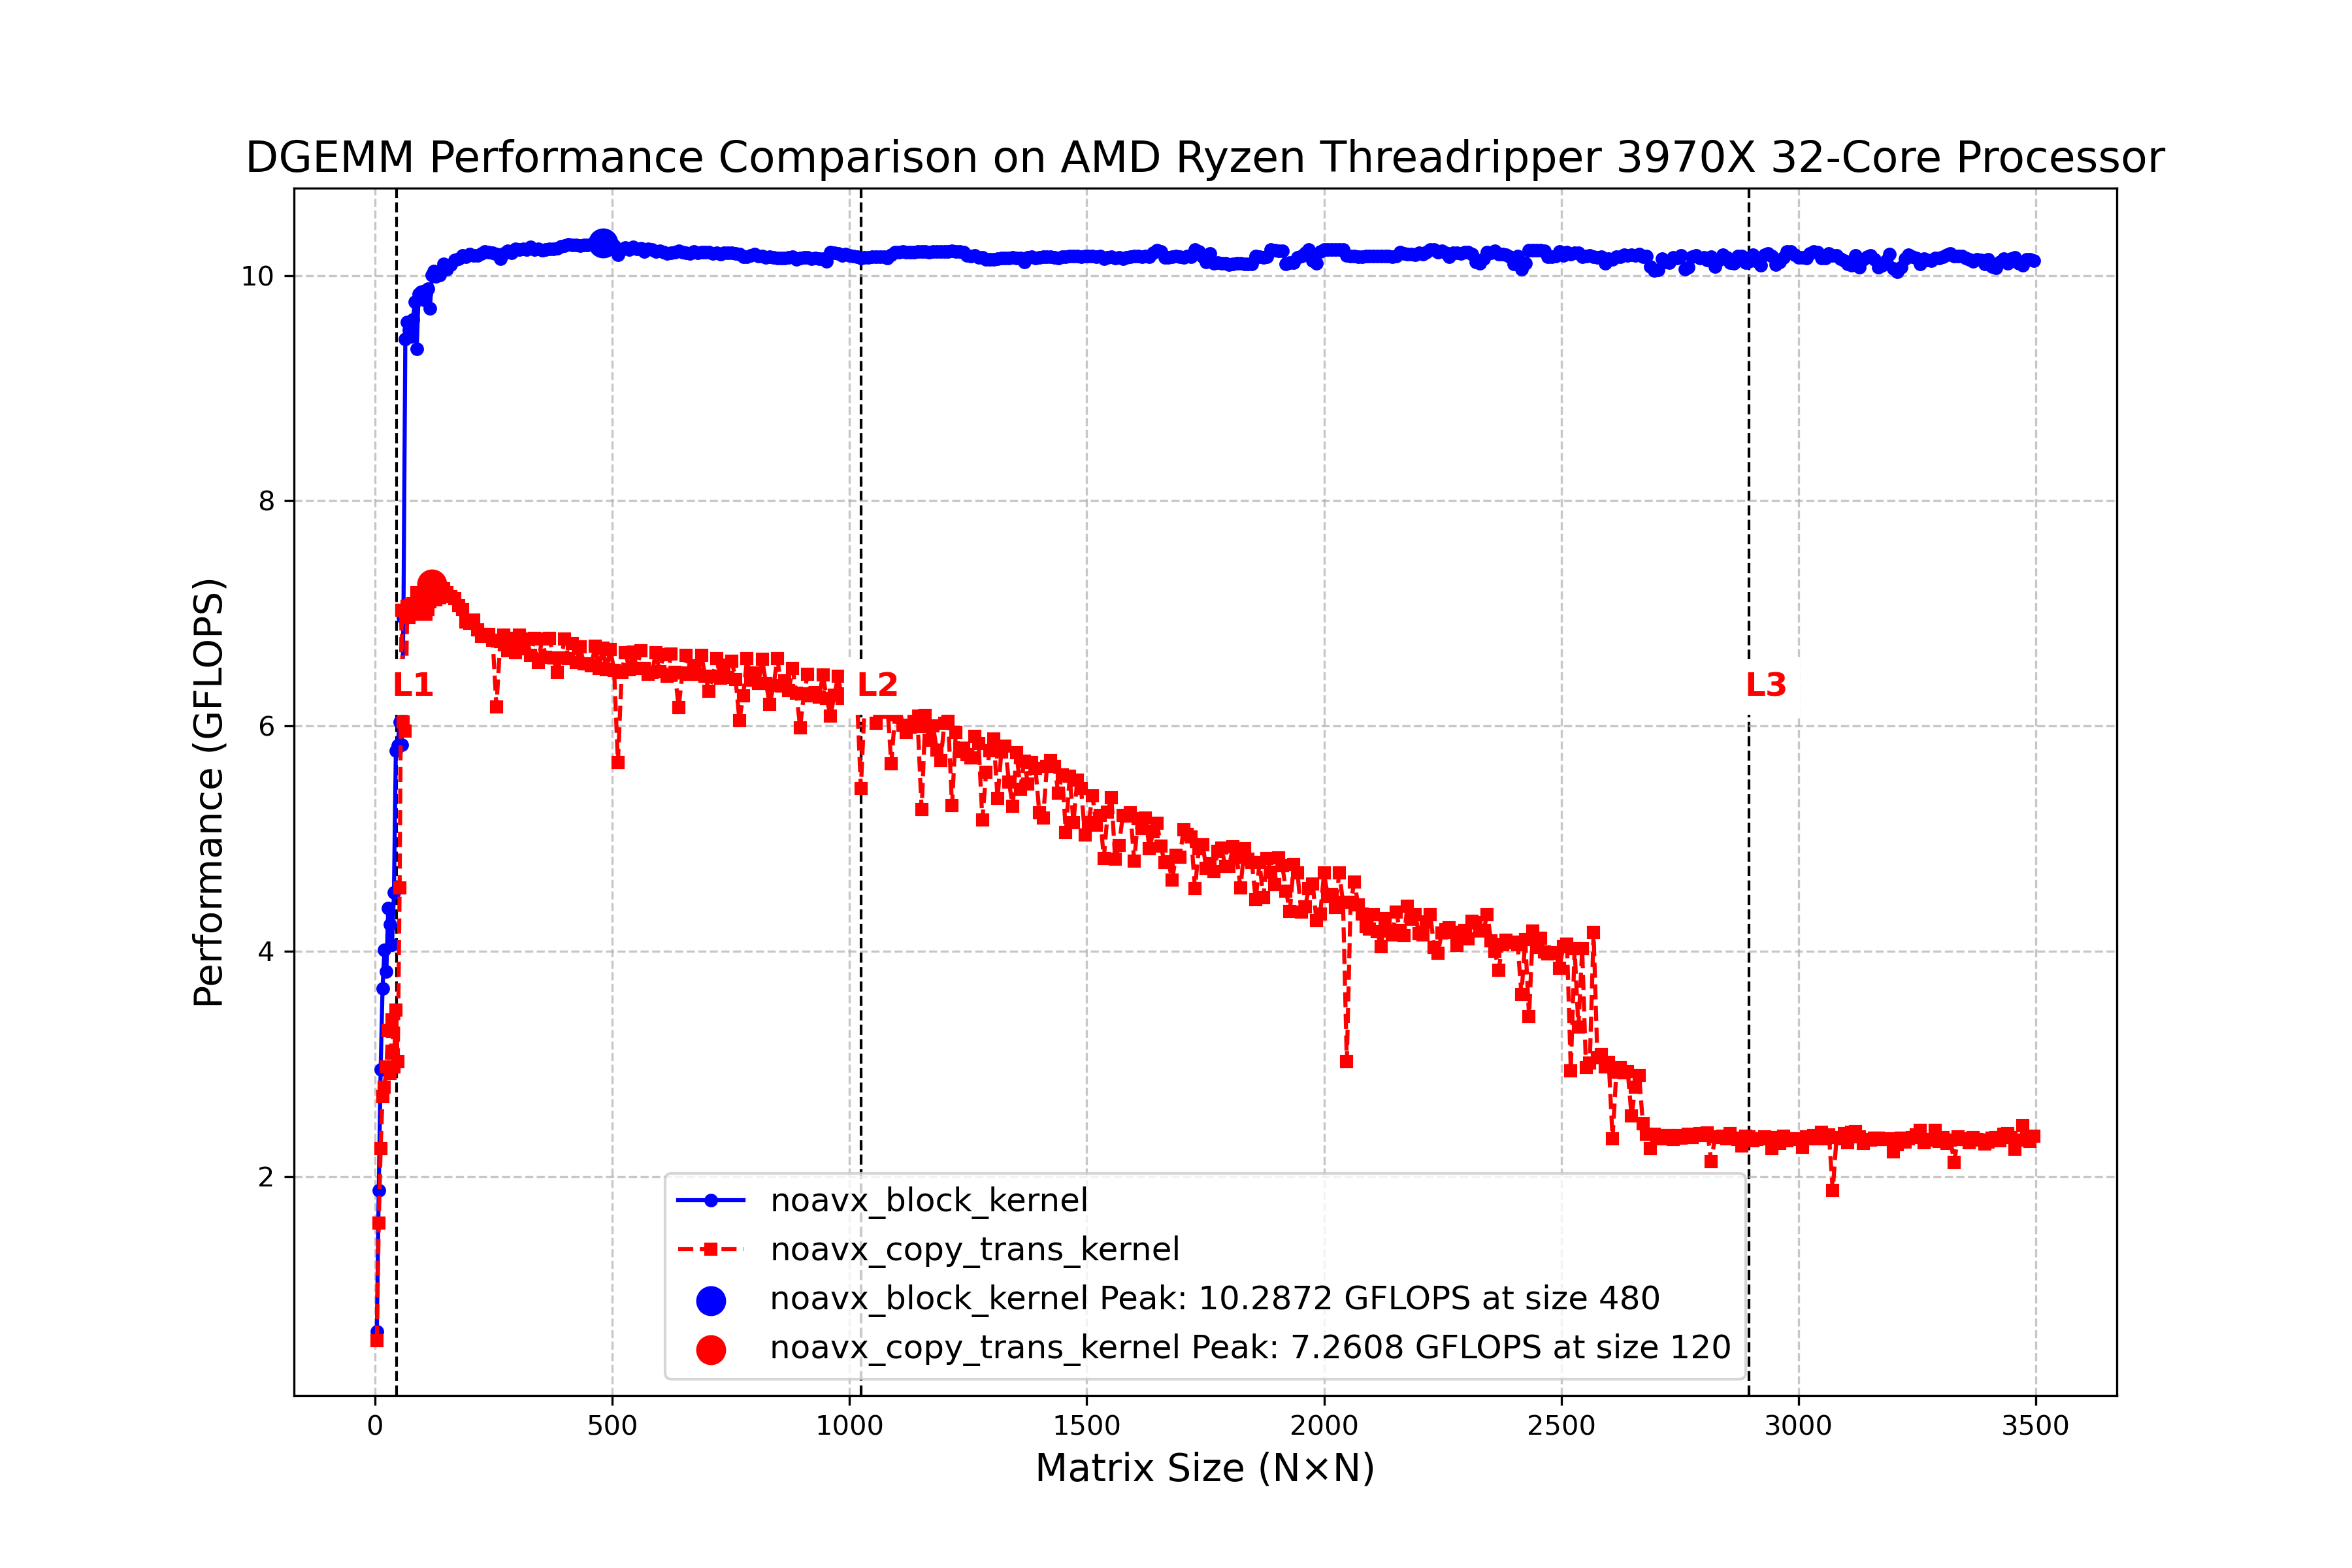 DGEMM Performance Comparison on AMD Ryzen Threadripper 3970X 32-Core Processor
Performance (GFLOPS)
10
8
6
4
2
L1
L2
L3
noavx_block_kernel
noavx_copy_trans_kernel
noavx_block_kernel Peak: 10.2872 GFLOPS at size 480
noavx_copy_trans_kernel Peak: 7.2608 GFLOPS at size 120
0 500 1000 1500 2000 2500 3000 3500
Matrix Size (N×N)